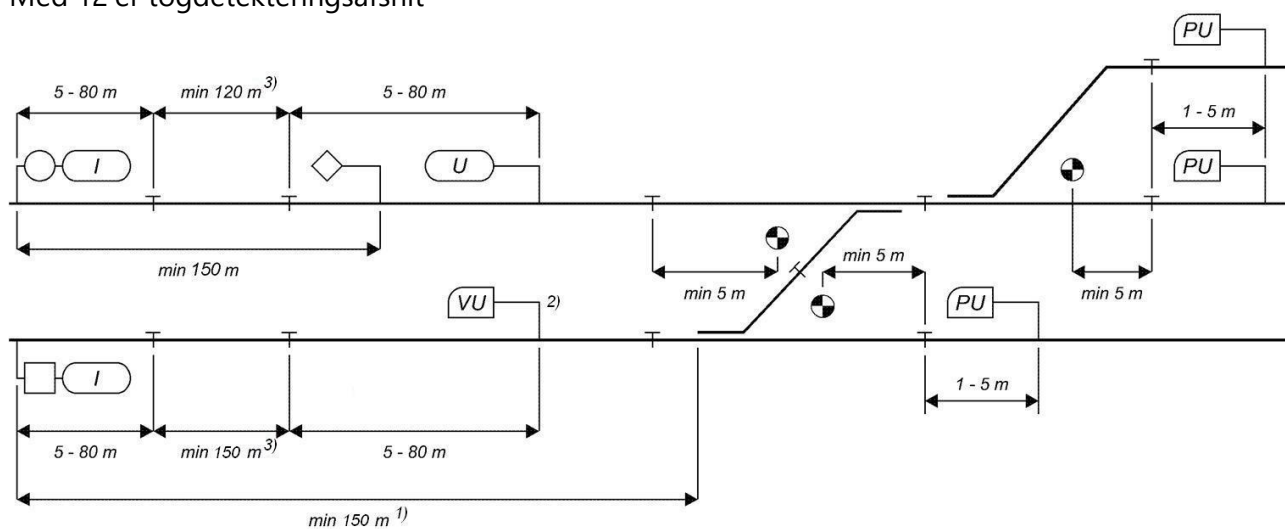 Med 12 er togdetekteringsafsnit
PU
5 - 80 m
min 120 m 3)
5 - 80 m
1 - 5 m
I
U
PU
min 150 m
min 5 m
min 5 m
min 5 m
VU
2)
PU
I
1 - 5 m
5 - 80 m
min 150 m 3)
5 - 80 m
min 150 m 1)